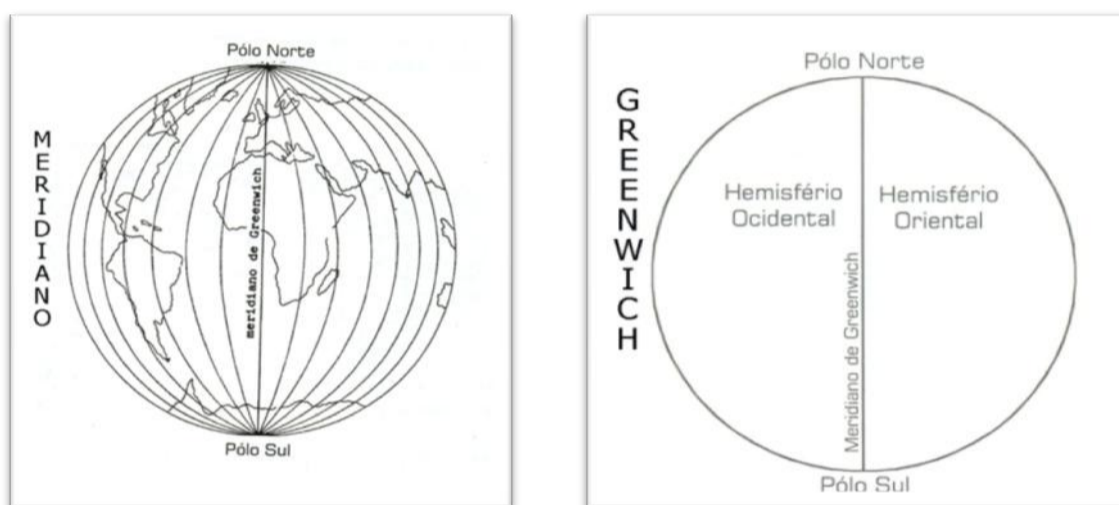 Pólo Norte
MERIDIANO
meridiano de Greenwich
Pólo Sul
GREENWICH
Pólo Norte
Hemisfério
Ocidental
Hemisfério
Oriental
Meridiano de Greenwich
Pólo Sul